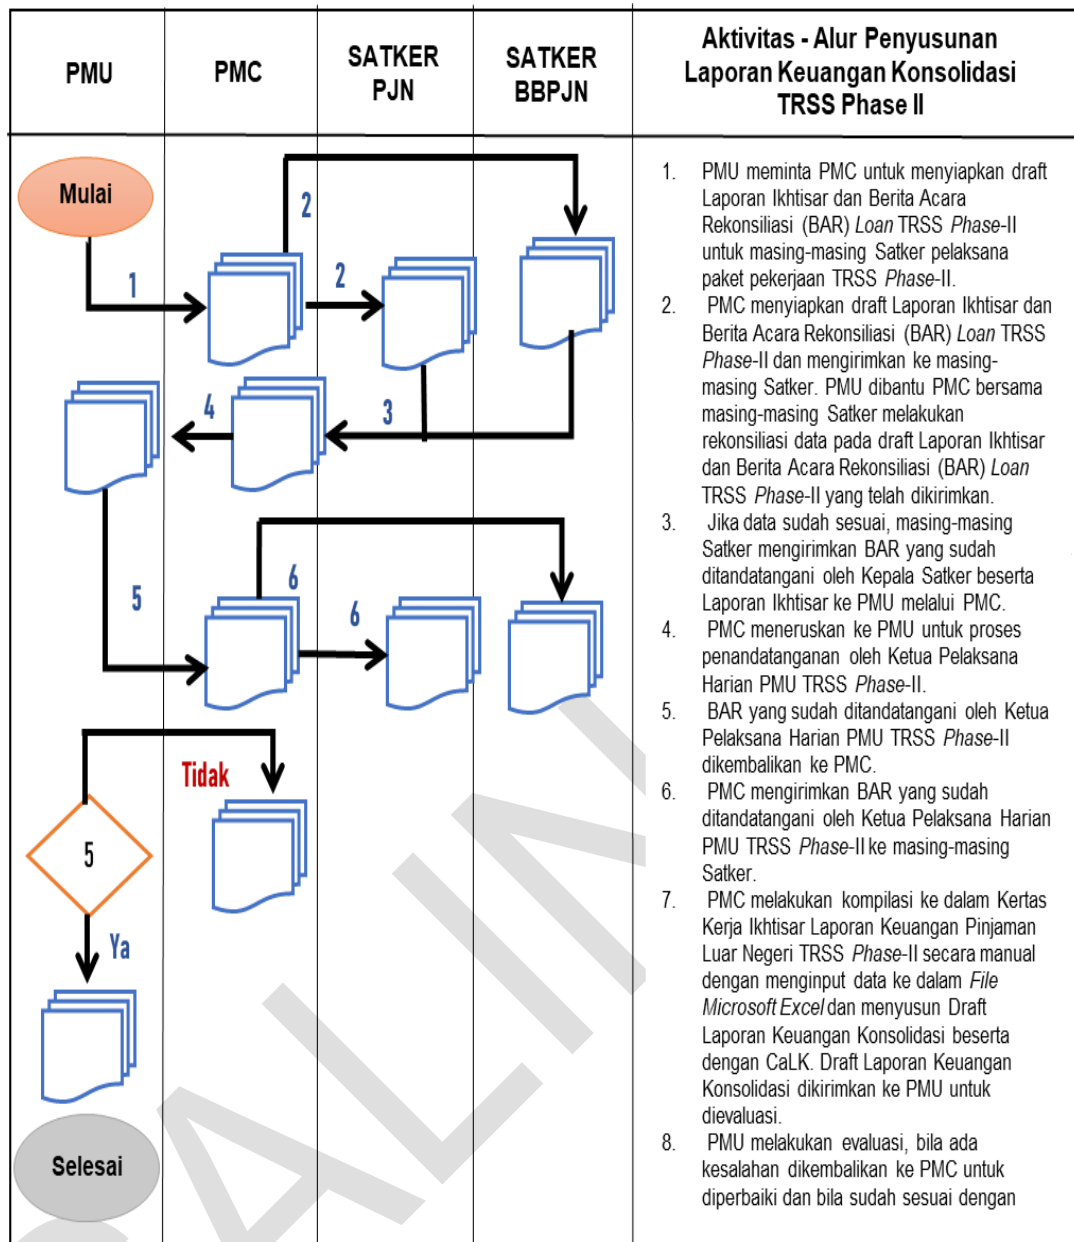 PMU
PMC
SATKER
PJN
SATKER
BBPJN
Aktivitas - Alur Penyusunan
Laporan Keuangan Konsolidasi
TRSS Phase II
Mulai
1
2
2
3
4
5
6
6
Tidak
5
Ya
Selesai
1. PMU meminta PMC untuk menyiapkan draft
Laporan Ikhtisar dan Berita Acara
Rekonsiliasi (BAR) Loan TRSS Phase-II
untuk masing-masing Satker pelaksana
paket pekerjaan TRSS Phase-II.
2. PMC menyiapkan draft Laporan Ikhtisar dan
Berita Acara Rekonsiliasi (BAR) Loan TRSS
Phase-II dan mengirimkan ke masing-
masing Satker. PMU dibantu PMC bersama
masing-masing Satker melakukan
rekonsiliasi data pada draft Laporan Ikhtisar
dan Berita Acara Rekonsiliasi (BAR) Loan
TRSS Phase-II yang telah dikirimkan.
3. Jika data sudah sesuai, masing-masing
Satker mengirimkan BAR yang sudah
ditandatangani oleh Kepala Satker beserta
Laporan Ikhtisar ke PMU melalui PMC.
4. PMC meneruskan ke PMU untuk proses
penandatanganan oleh Ketua Pelaksana
Harian PMU TRSS Phase-II.
5. BAR yang sudah ditandatangani oleh Ketua
Pelaksana Harian PMU TRSS Phase-II
dikembalikan ke PMC.
6. PMC mengirimkan BAR yang sudah
ditandatangani oleh Ketua Pelaksana Harian
PMU TRSS Phase-II ke masing-masing
Satker.
7. PMC melakukan kompilasi ke dalam Kertas
Kerja Ikhtisar Laporan Keuangan Pinjaman
Luar Negeri TRSS Phase-II secara manual
dengan menginput data ke dalam File
Microsoft Excel dan menyusun Draft
Laporan Keuangan Konsolidasi beserta
dengan CaLK. Draft Laporan Keuangan
Konsolidasi dikirimkan ke PMU untuk
dievaluasi.
8. PMU melakukan evaluasi, bila ada
kesalahan dikembalikan ke PMC untuk
diperbaiki dan bila sudah sesuai dengan